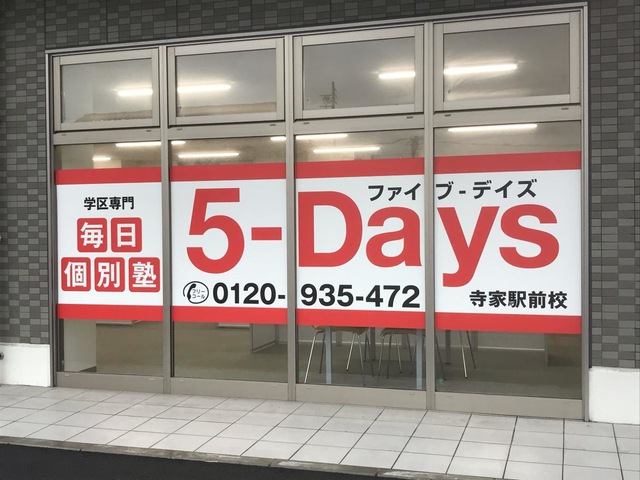 学区専門
毎日
個別塾
ファイブ-デイズ
5-Days
フリーコール
0120-935-472
寺家駅前校